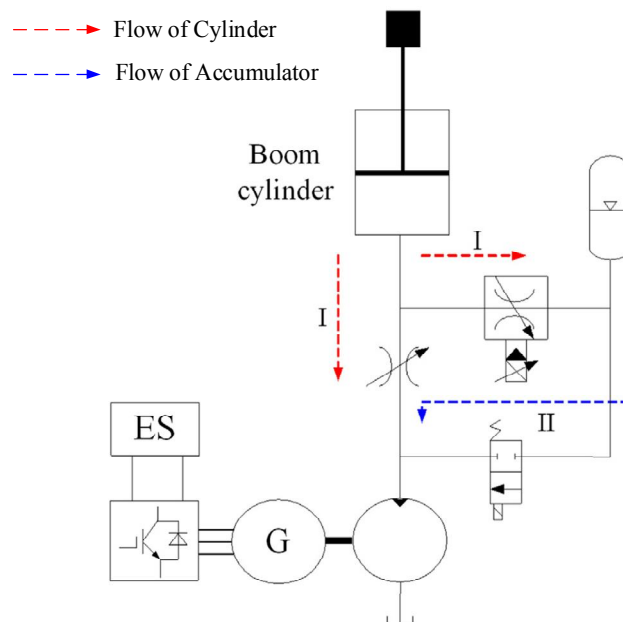 Flow of Cylinder
Flow of Accumulator
Boom
cylinder
I
I
II
ES
G